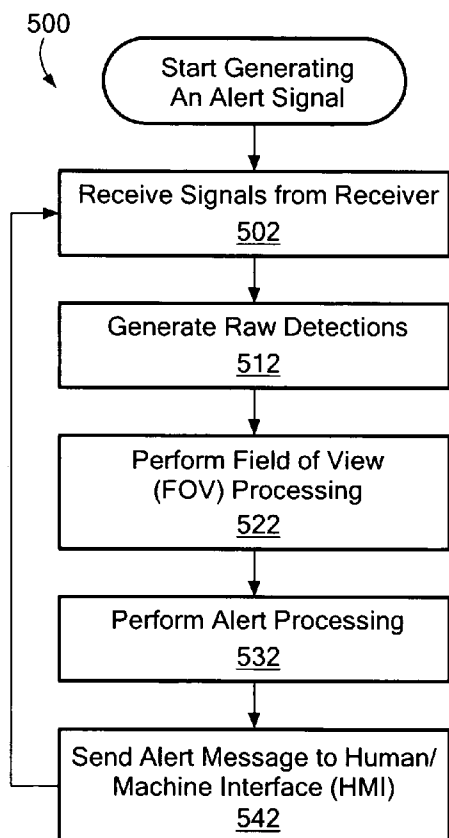 500
Start Generating
An Alert Signal
Receive Signals from Receiver
502
Generate Raw Detections
512
Perform Field of View
(FOV) Processing
522
Perform Alert Processing
532
Send Alert Message to Human/
Machine Interface (HMI)
542